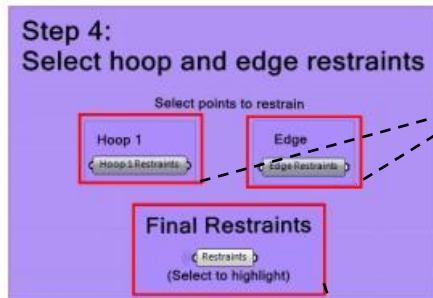 Step 4:
Select hoop and edge restraints
Select points to restrain
Hoop 1
Edge
Hoop 1 Restraints
Edge Restraints
Final Restraints
Restraints
(Select to highlight)